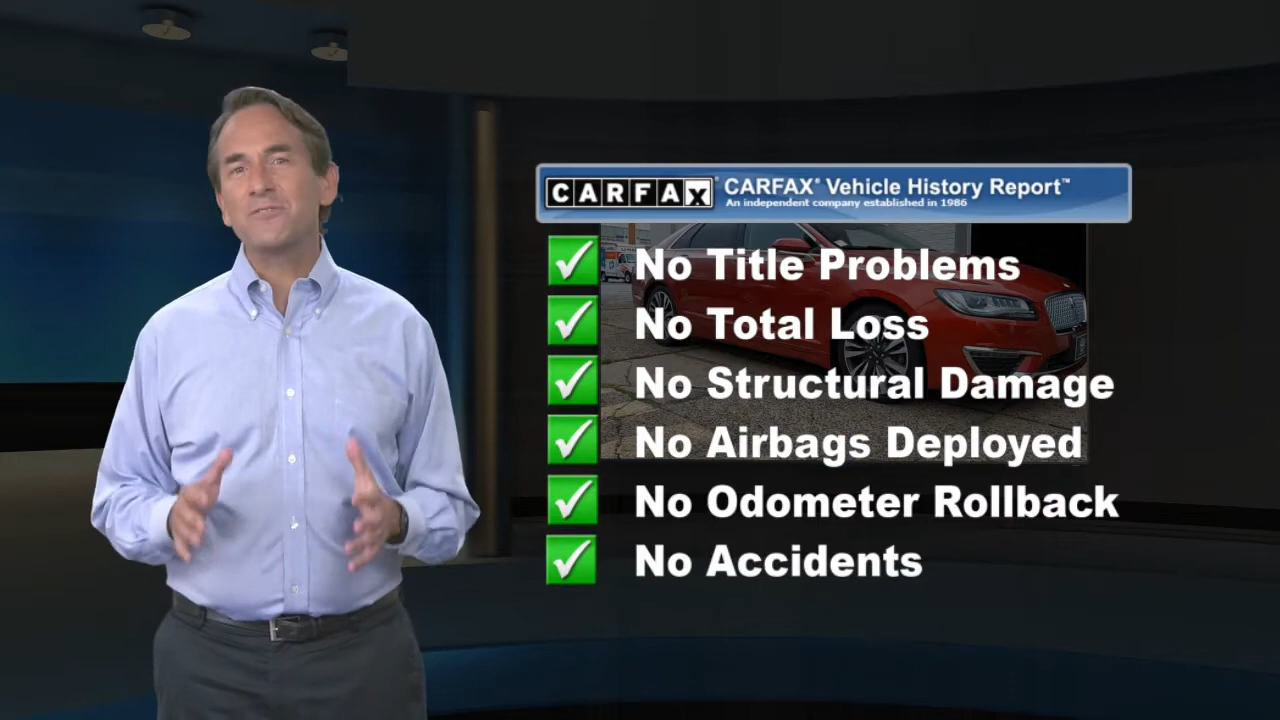 CARFAX® CARFAX® Vehicle History Report™
An independent company established in 1986
No Title Problems
No Total Loss
No Structural Damage
No Airbags Deployed
No Odometer Rollback
No Accidents